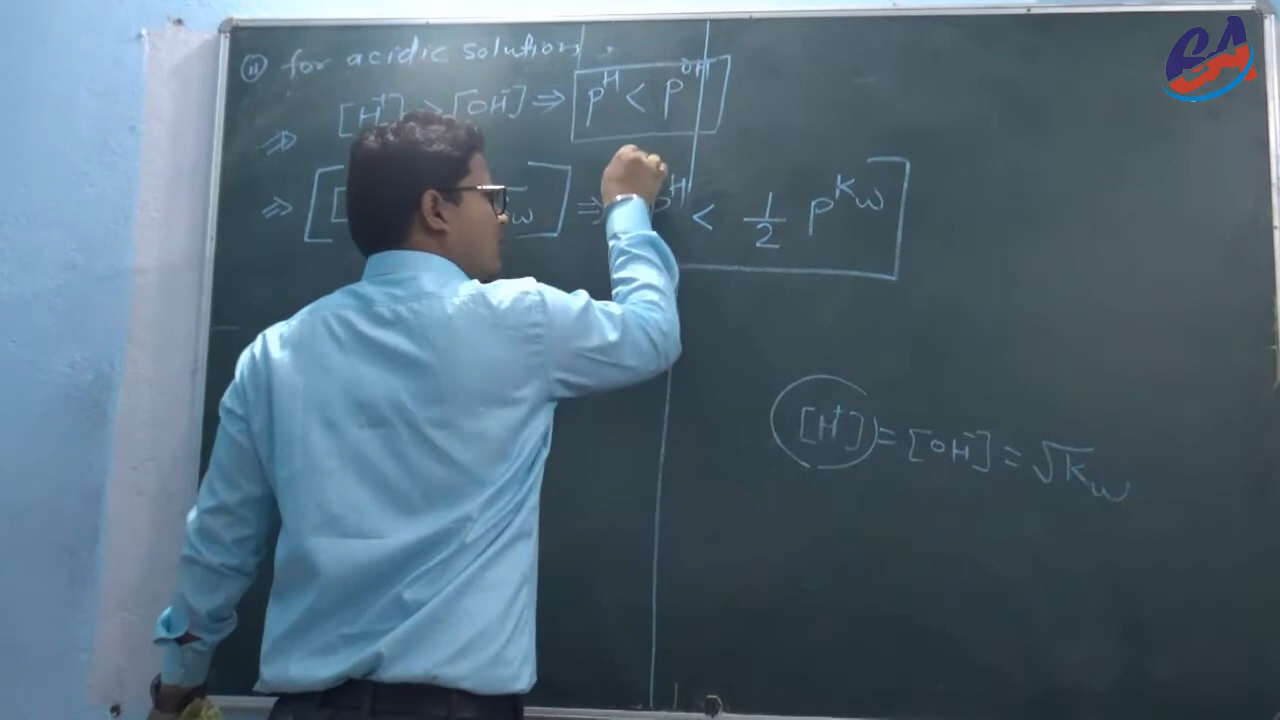 (ii) for acidic solution,
⇒ [H⁺] > [OH⁻] ⇒ pᴴ < pᴼᴴ
⇒ [ w ] ⇒ pᴴ < 1/2 pᴷʷ
[H⁺] = [OH⁻] = √Kw